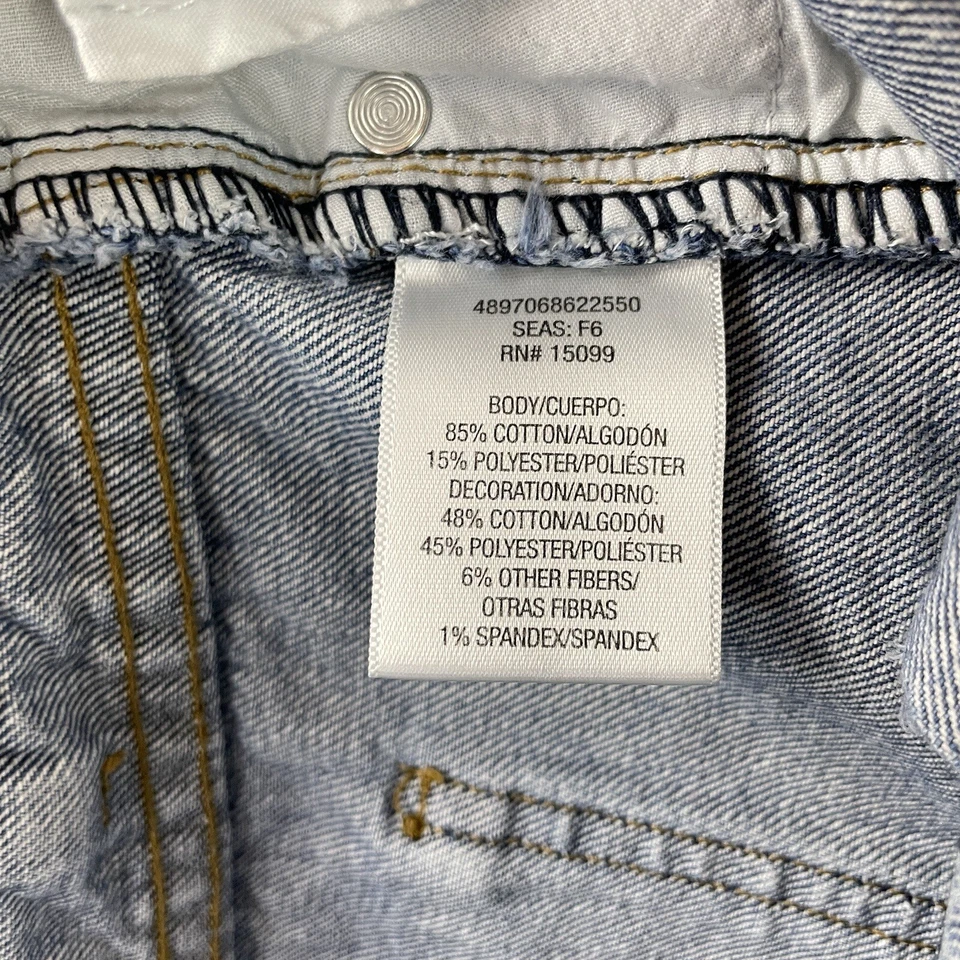 4897068622550
SEAS: F6
RN# 15099
BODY/CUERPO:
85% COTTON/ALGODÓN
15% POLYESTER/POLIÉSTER
DECORATION/ADORNO:
48% COTTON/ALGODÓN
45% POLYESTER/POLIÉSTER
6% OTHER FIBERS/
OTRAS FIBRAS
1% SPANDEX/SPANDEX